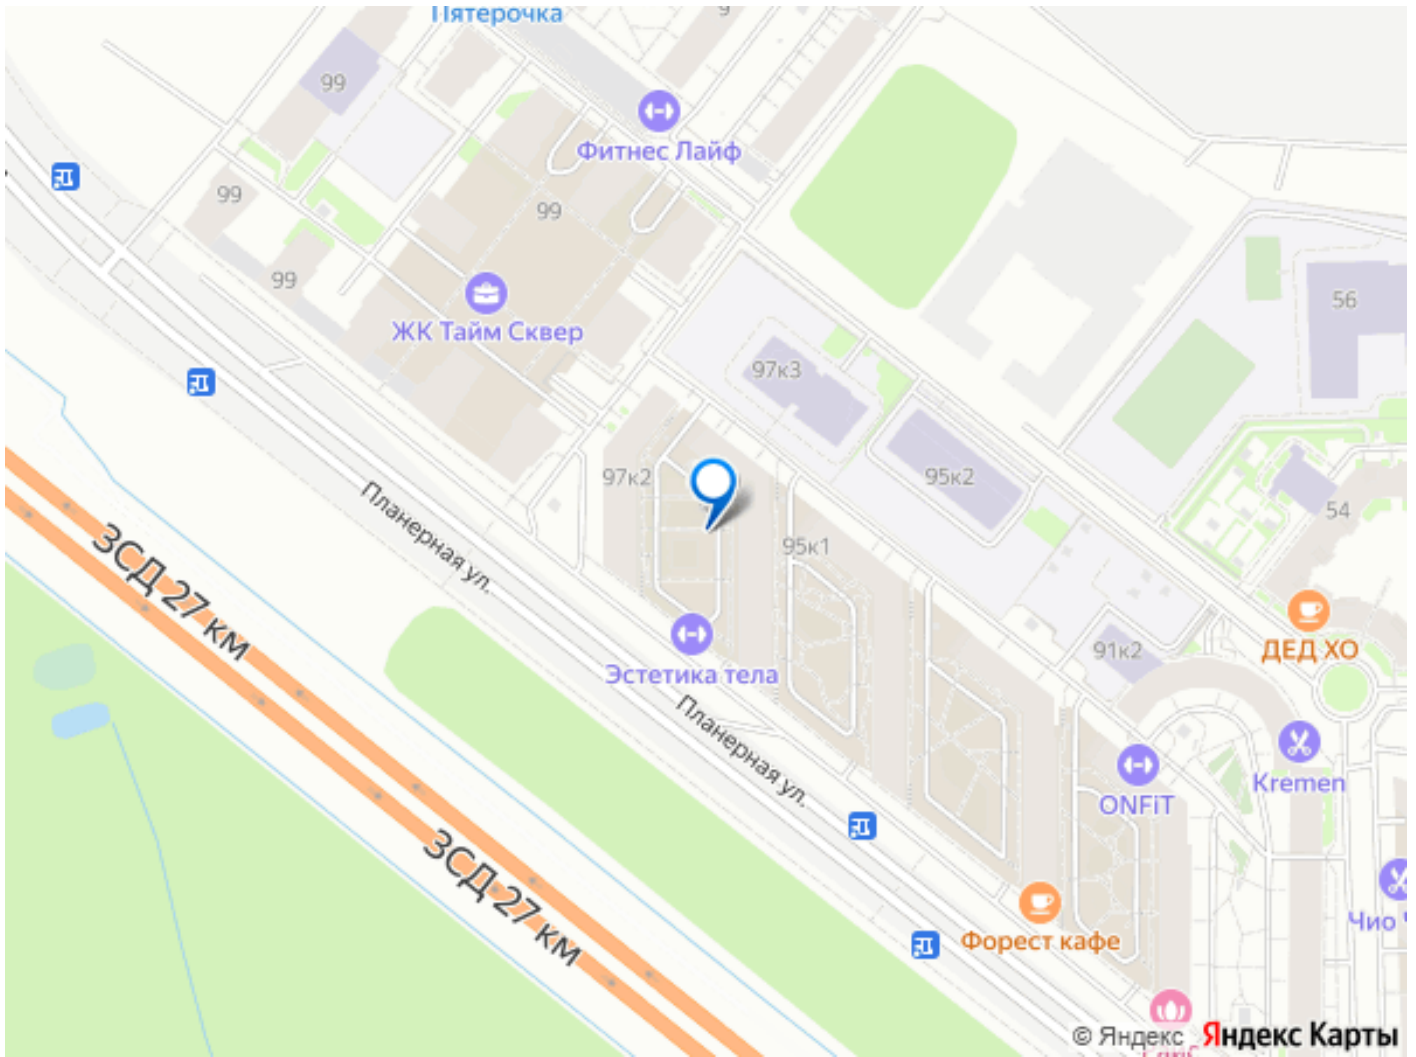 Пятерочка
9
99
Фитнес Лайф
99
99
99
56
ЖК Тайм Сквер
97к3
97к2
95к2
54
Планерная ул.
95к1
ЗСД 27 км
ДЕД ХО
91к2
Эстетика тела
Планерная ул.
Kremen
ONFiT
ЗСД 27 км
Чио
Форест кафе
© Яндекс Яндекс Карты